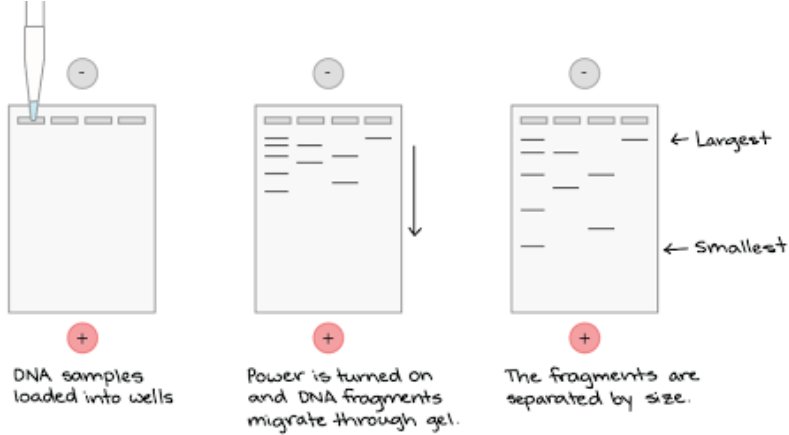 -
-
-
← Largest
← Smallest
+
+
+
DNA samples
loaded into wells
Power is turned on
and DNA fragments
migrate through gel.
The fragments are
separated by size.